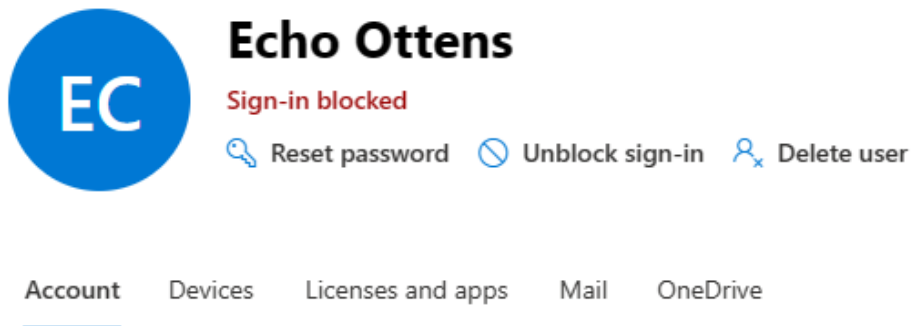 EC
Echo Ottens
Sign-in blocked
Reset password Unblock sign-in Delete user
Account Devices Licenses and apps Mail OneDrive